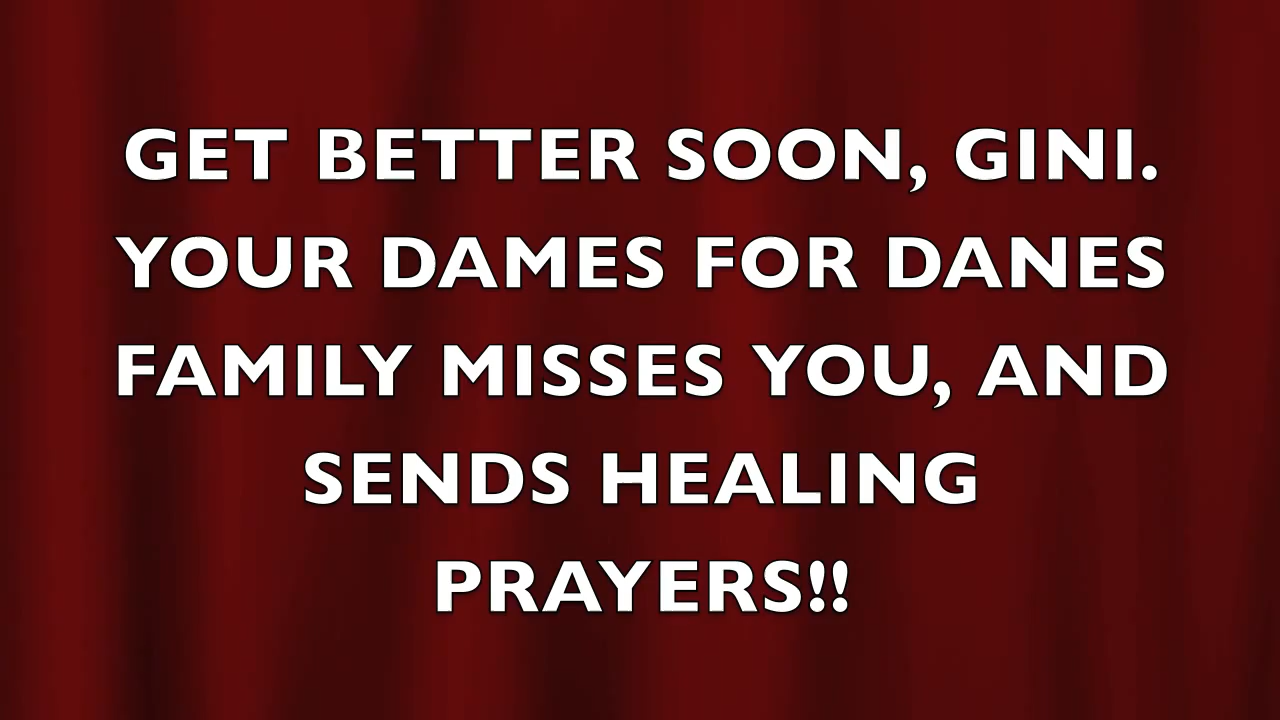 GET BETTER SOON, GINI.
YOUR DAMES FOR DANES
FAMILY MISSES YOU, AND
SENDS HEALING
PRAYERS!!